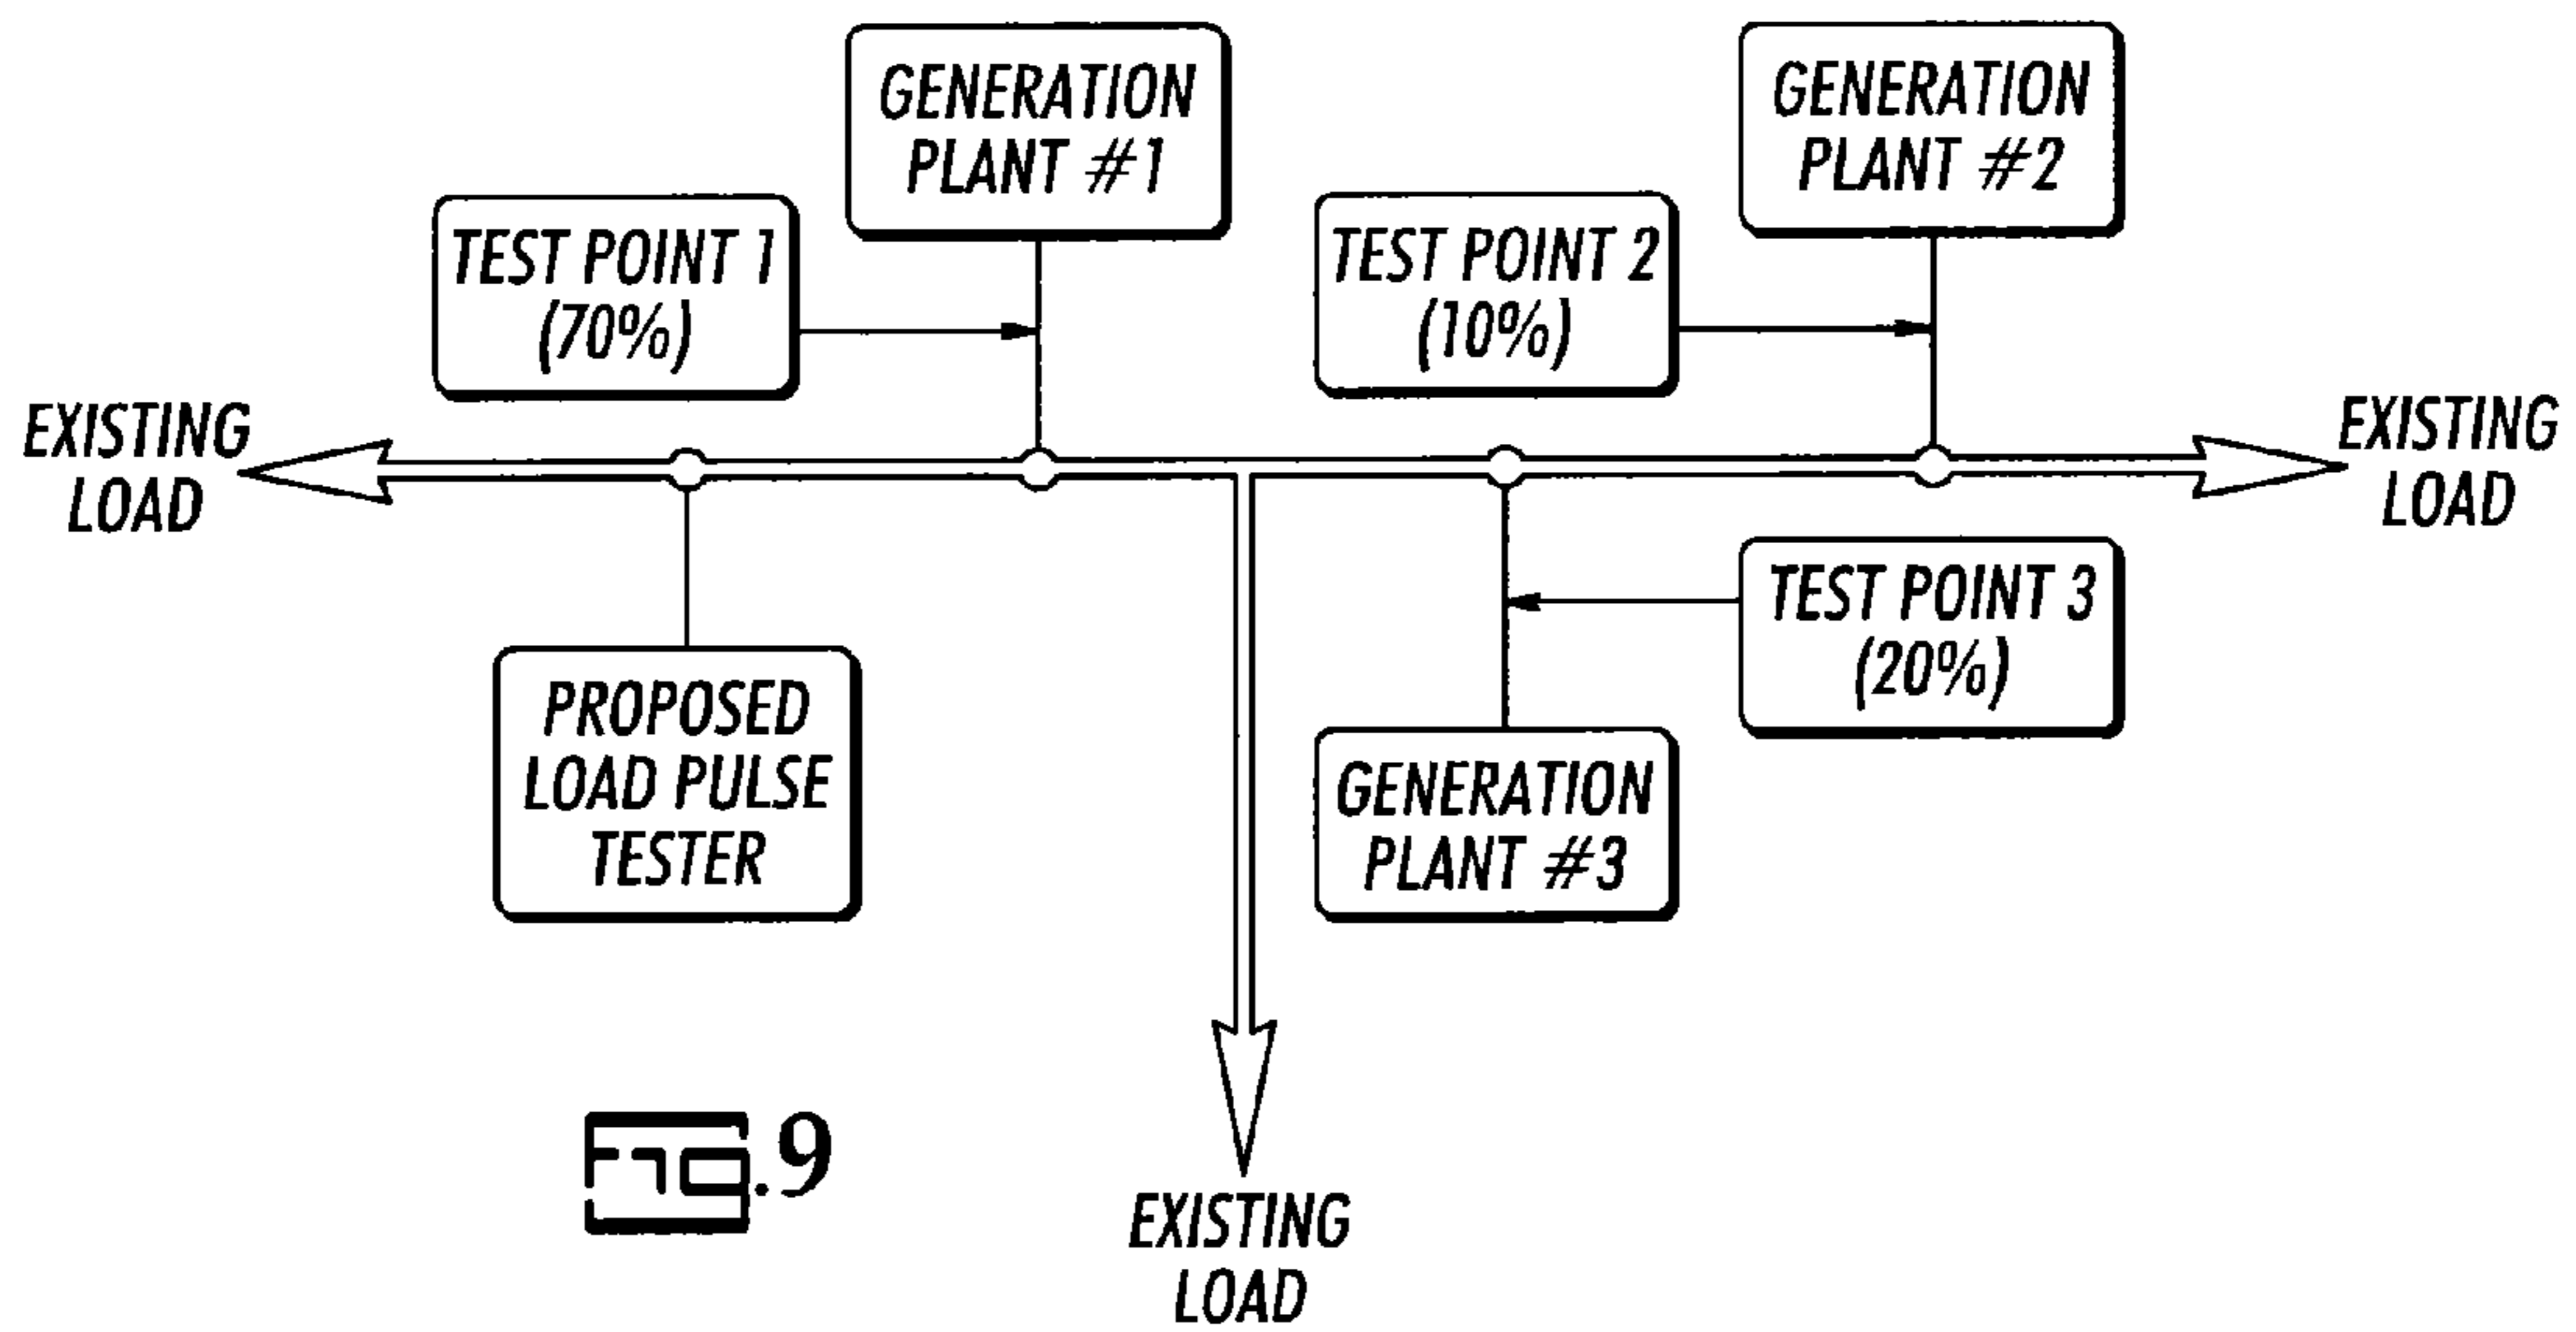 GENERATION
PLANT #1
GENERATION
PLANT #2
TEST POINT 1
(70%)
TEST POINT 2
(10%)
EXISTING
LOAD
EXISTING
LOAD
TEST POINT 3
(20%)
PROPOSED
LOAD PULSE
TESTER
GENERATION
PLANT #3
FIG.9
EXISTING
LOAD